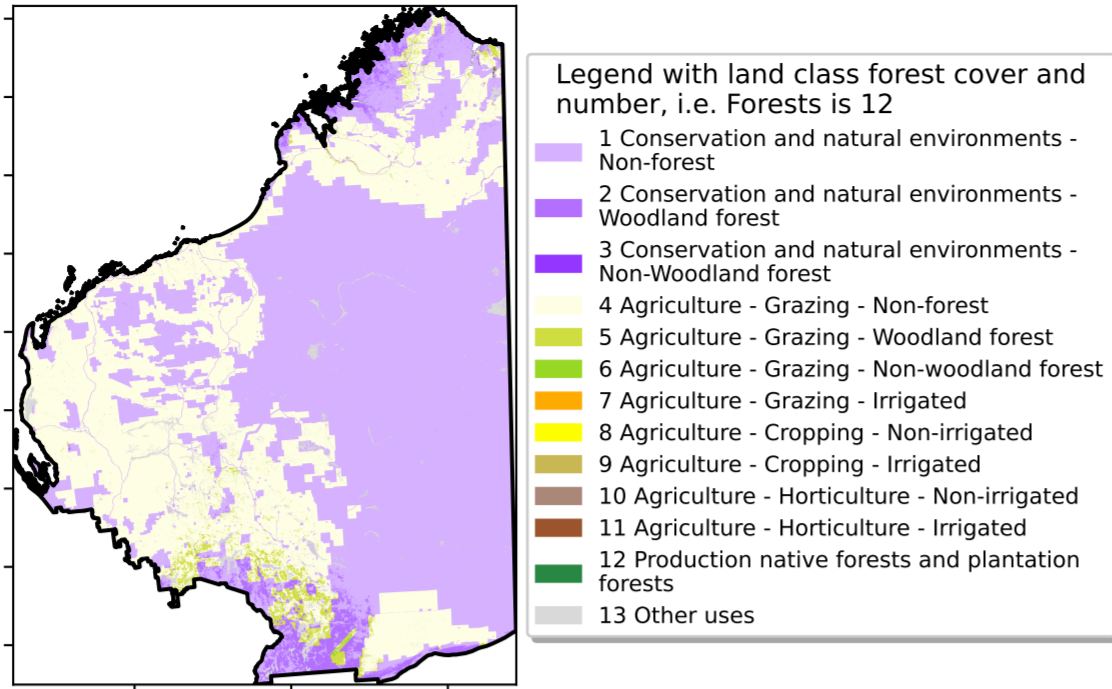 Legend with land class forest cover and
number, i.e. Forests is 12
1 Conservation and natural environments -
Non-forest
2 Conservation and natural environments -
Woodland forest
3 Conservation and natural environments -
Non-Woodland forest
4 Agriculture - Grazing - Non-forest
5 Agriculture - Grazing - Woodland forest
6 Agriculture - Grazing - Non-woodland forest
7 Agriculture - Grazing - Irrigated
8 Agriculture - Cropping - Non-irrigated
9 Agriculture - Cropping - Irrigated
10 Agriculture - Horticulture - Non-irrigated
11 Agriculture - Horticulture - Irrigated
12 Production native forests and plantation
forests
13 Other uses